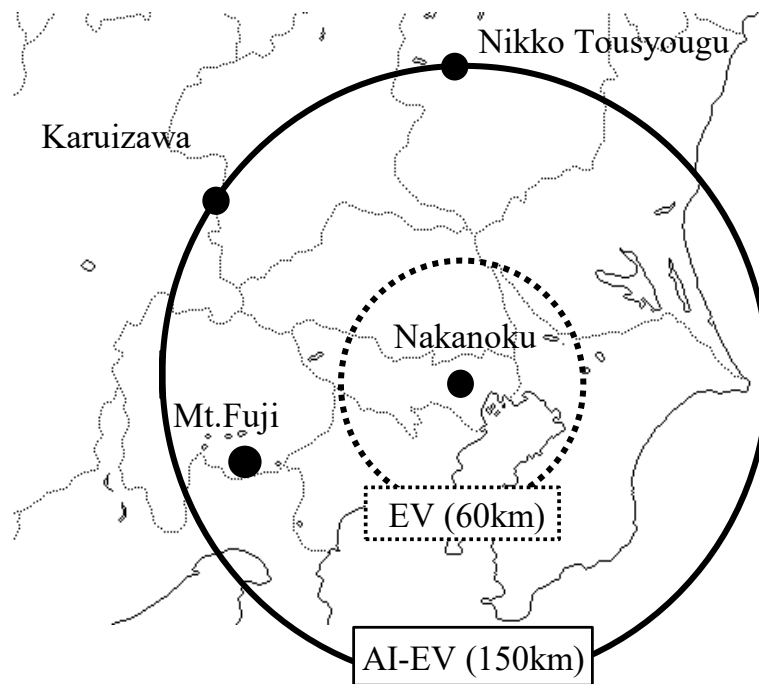 Nikko Tousyougu
Karuizawa
Nakanoku
Mt.Fuji
EV (60km)
AI-EV (150km)